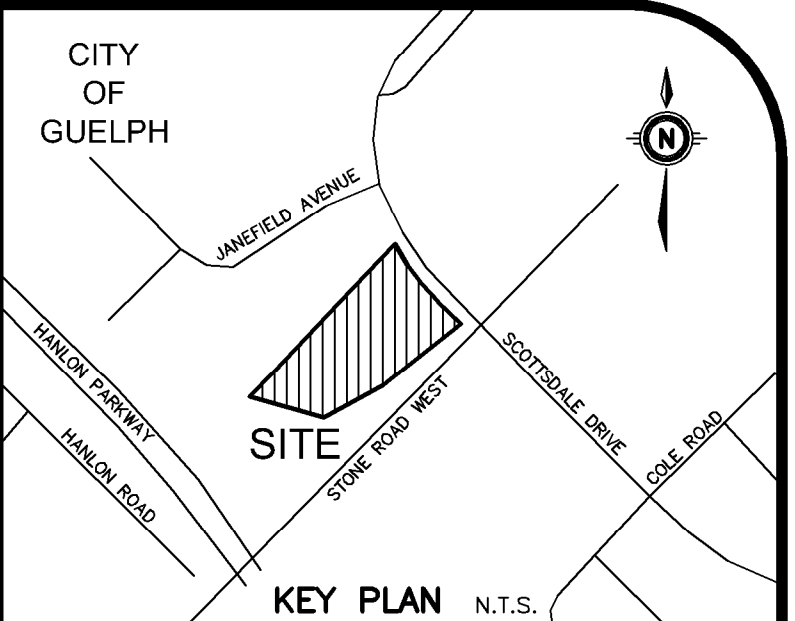 CITY
OF
GUELPH
N
JANEFIELD AVENUE
HANLON PARKWAY
HANLON ROAD
SITE
STONE ROAD WEST
SCOTTSDALE DRIVE
COLE ROAD
KEY PLAN N.T.S.